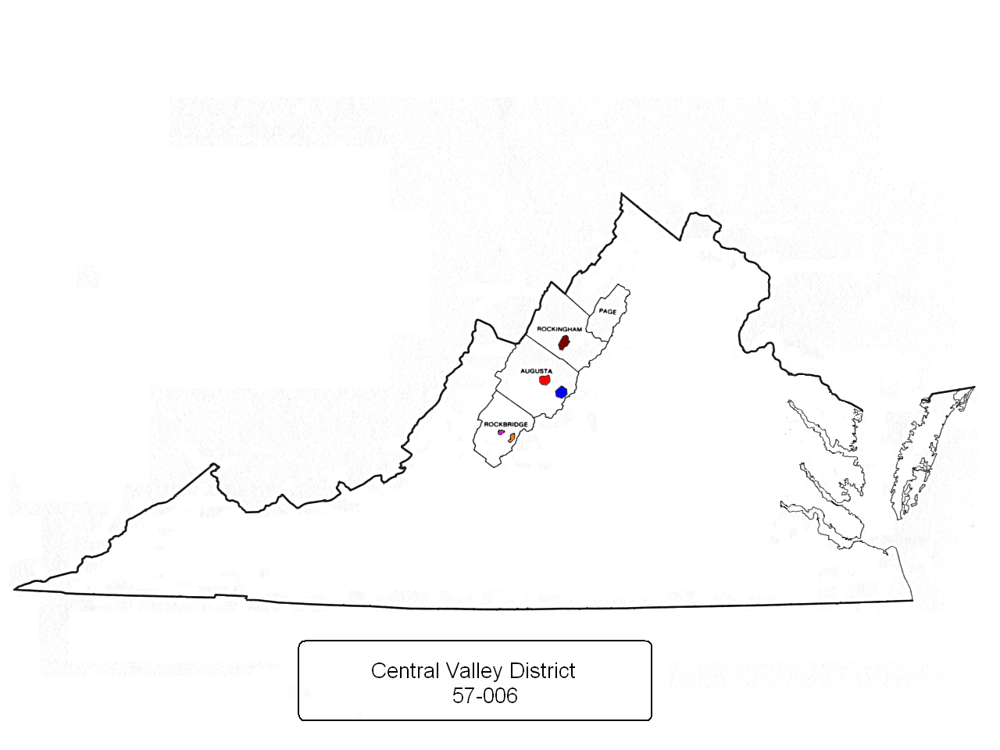 PAGE
ROCKINGHAM
AUGUSTA
ROCKBRIDGE
Central Valley District
57-006